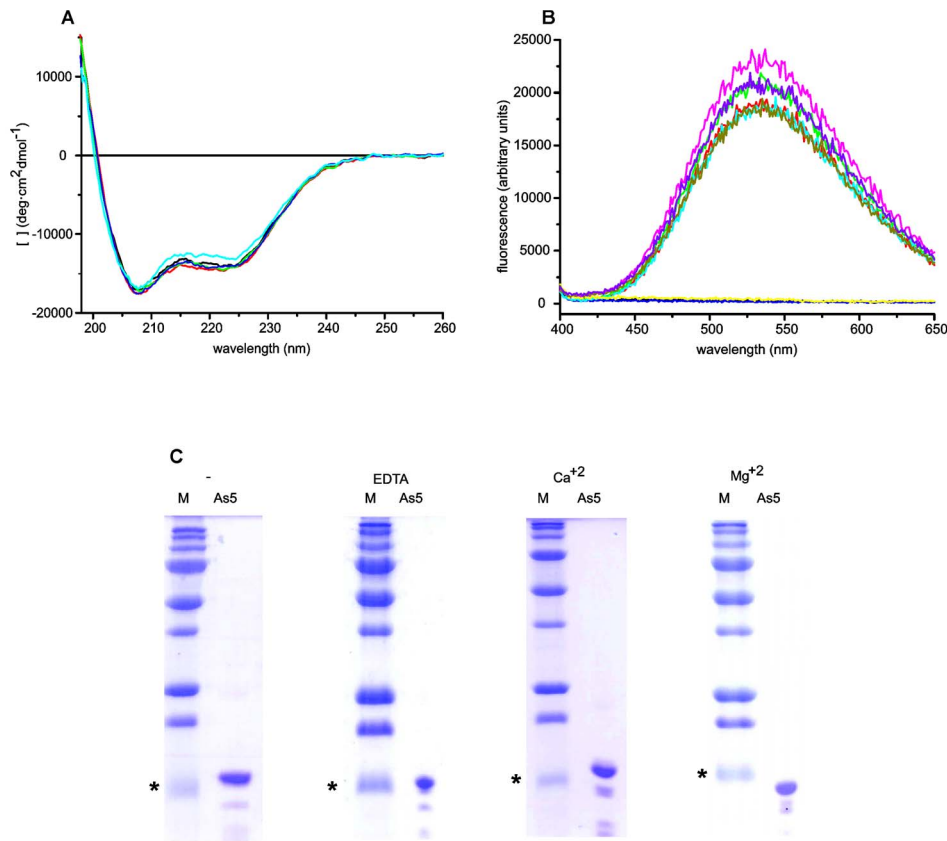 A
10000
0
-10000
-20000
200 210 220 230 240 250 260
[ ] (deg·cm2dmol-1)
wavelength (nm)
B
25000
20000
15000
10000
5000
0
400 450 500 550 600 650
fluorescence (arbitrary units)
wavelength (nm)
C
- EDTA Ca+2 Mg+2
M As5 M As5 M As5 M As5
* * * *